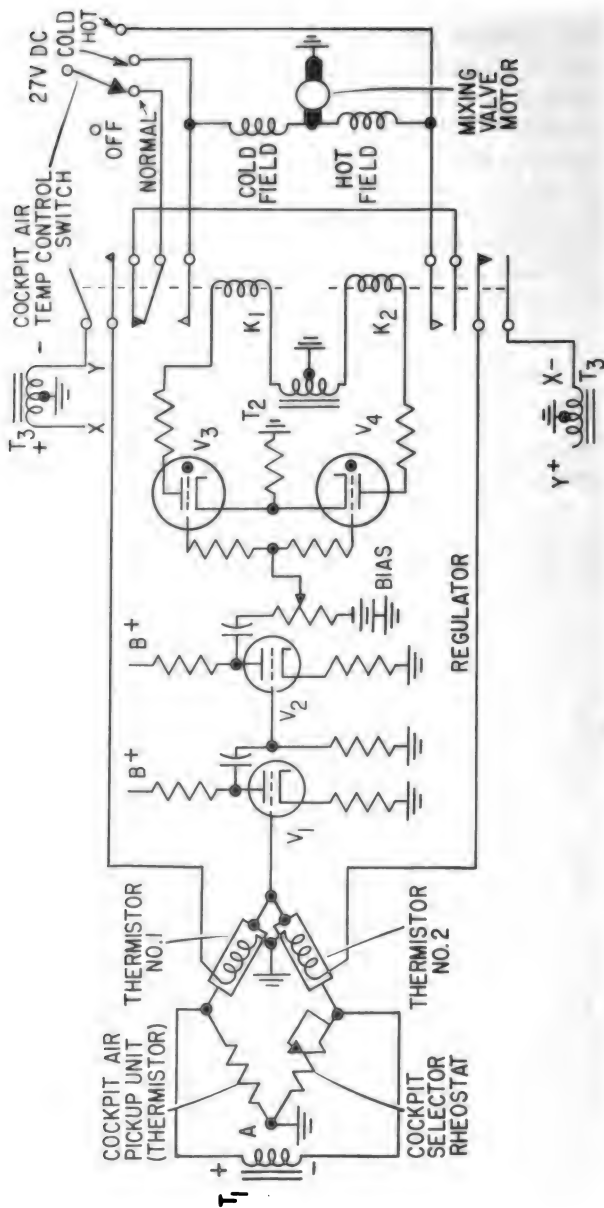 T3
+
-
X
Y
COCKPIT AIR
TEMP CONTROL
SWITCH
OFF
NORMAL
27V DC
COLD
HOT
THERMISTOR
NO.1
COCKPIT AIR
PICKUP UNIT
(THERMISTOR)
T1
+
-
A
COCKPIT
SELECTOR
RHEOSTAT
THERMISTOR
NO.2
B+
V1
B+
V2
BIAS
REGULATOR
V3
V4
T2
K1
K2
COLD
FIELD
HOT
FIELD
MIXING
VALVE
MOTOR
Y+
X-
T3